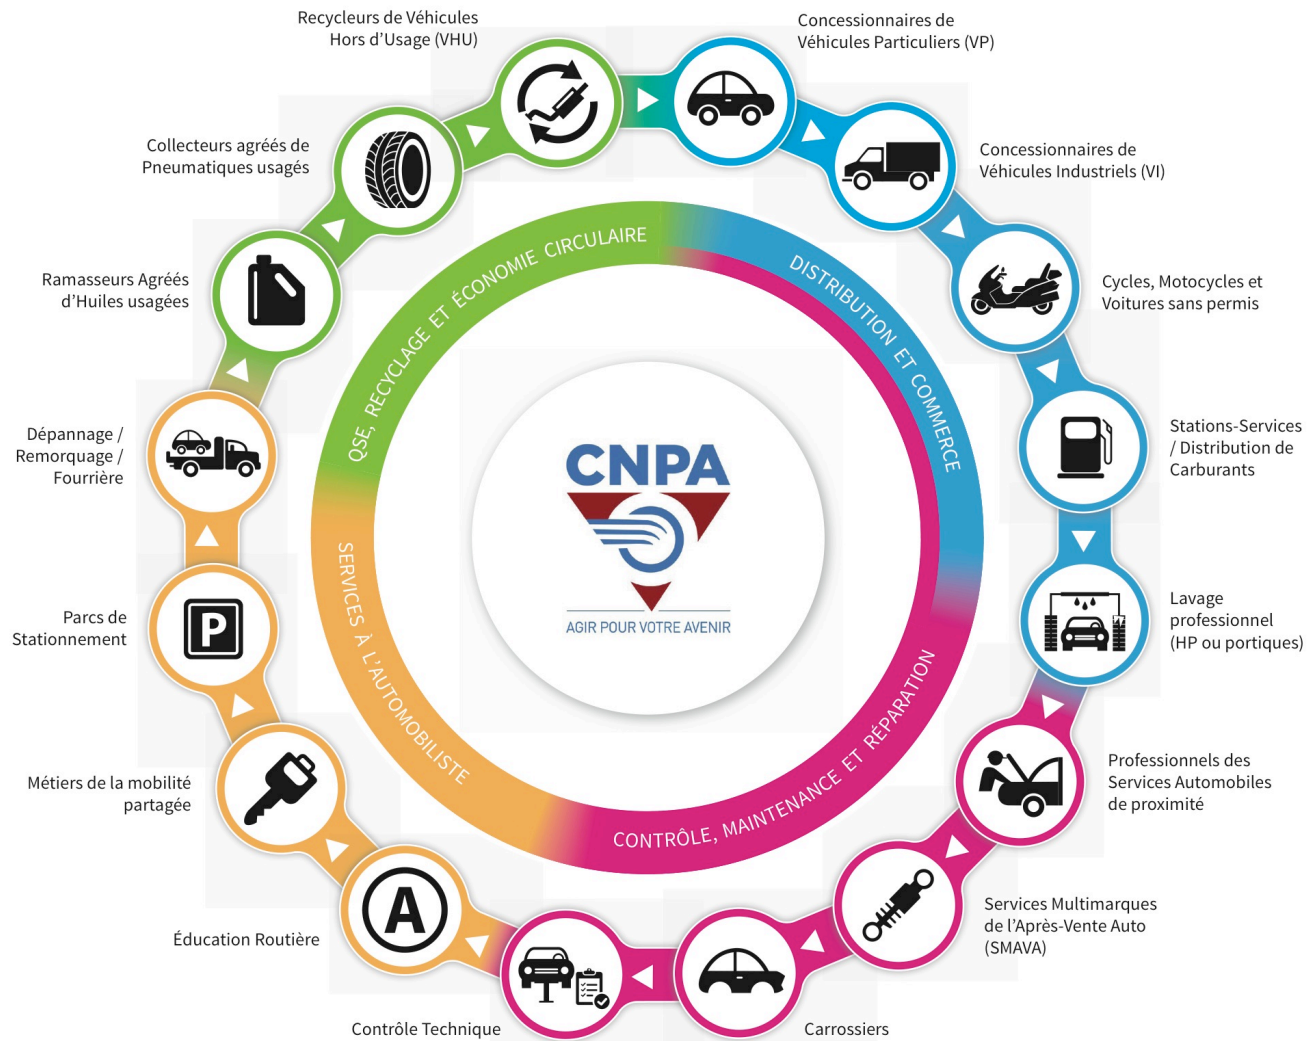 Recycleurs de Véhicules
Hors d’Usage (VHU)
Concessionnaires de
Véhicules Particuliers (VP)
Concessionnaires de
Véhicules Industriels (VI)
Cycles, Motocycles et
Voitures sans permis
Stations-Services
/ Distribution de
Carburants
Lavage
professionnel
(HP ou portiques)
Professionnels des
Services Automobiles
de proximité
Services Multimarques
de l’Après-Vente Auto
(SMAVA)
Carrossiers
Contrôle Technique
Éducation Routière
A
Métiers de la mobilité
partagée
Parcs de
Stationnement
P
Dépannage /
Remorquage /
Fourrière
Ramasseurs Agréés
d’Huiles usagées
Collecteurs agréés de
Pneumatiques usagés
QSE, RECYCLAGE ET ÉCONOMIE CIRCULAIRE
DISTRIBUTION ET COMMERCE
CONTRÔLE, MAINTENANCE ET RÉPARATION
SERVICES À L’AUTOMOBILISTE
CNPA
AGIR POUR VOTRE AVENIR